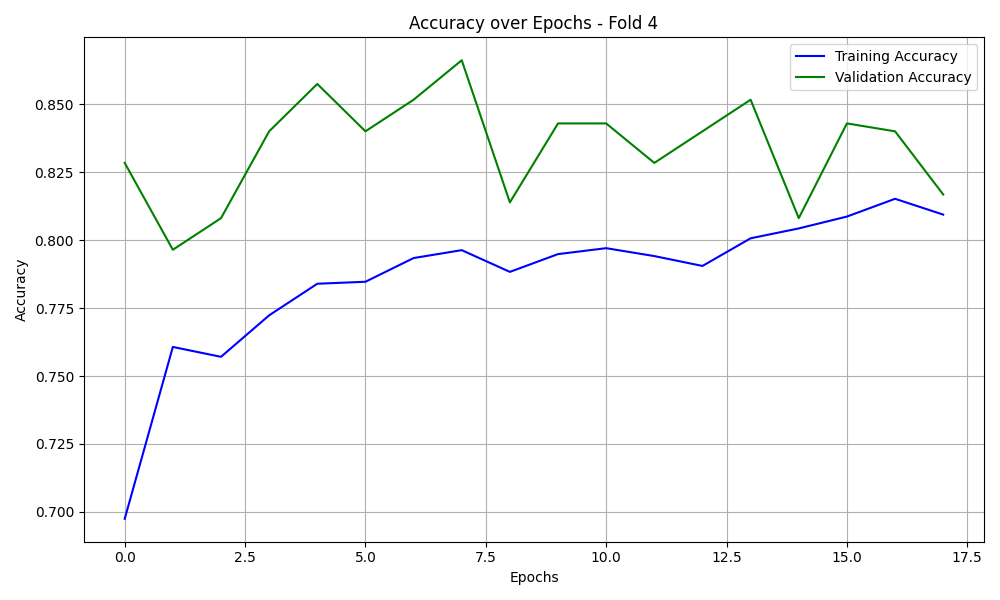 Accuracy over Epochs - Fold 4
Training Accuracy
Validation Accuracy
0.850
0.825
0.800
0.775
0.750
0.725
0.700
Accuracy
0.0 2.5 5.0 7.5 10.0 12.5 15.0 17.5
Epochs